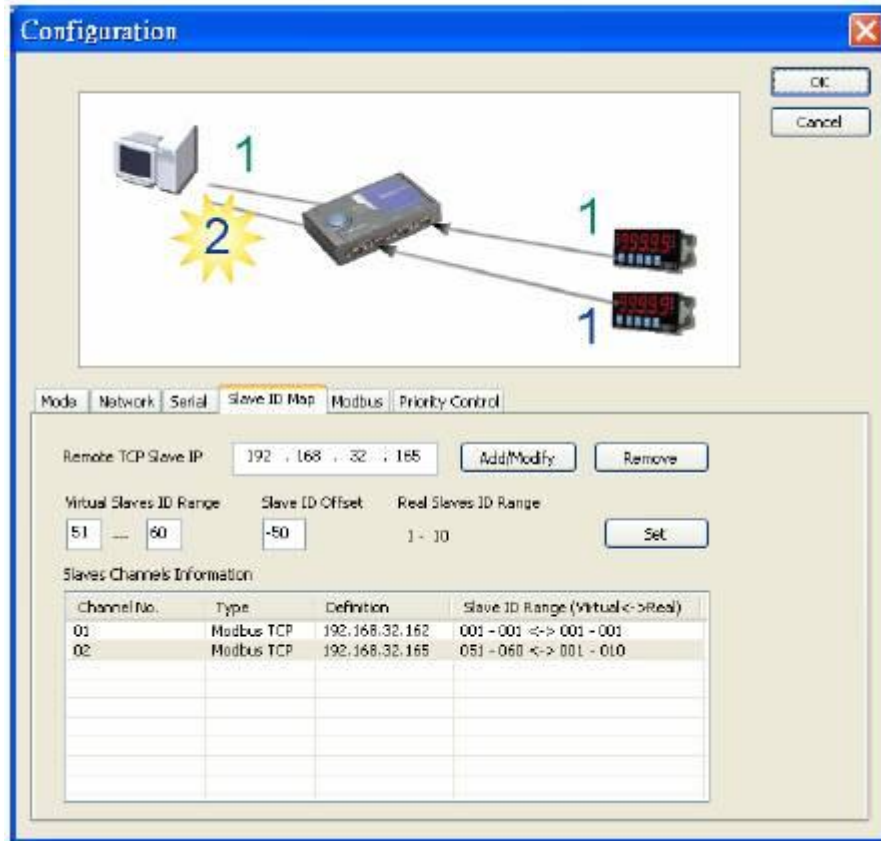 Configuration
OK
Cancel
1
2
1
99999
99999
1
Mode Network Serial Slave ID Map Modbus Priority Control
Remote TCP Slave IP 192 . 168 . 32 . 165 Add/Modify Remove
Virtual Slaves ID Range Slave ID Offset Real Slaves ID Range
51 --- 60 -50 1 - 10 Set
Slaves Channels Information
Channel No. Type Definition Slave ID Range (Virtual<->Real)
01 Modbus TCP 192.168.32.162 001 - 001 <-> 001 - 001
02 Modbus TCP 192.168.32.165 051 - 060 <-> 001 - 010